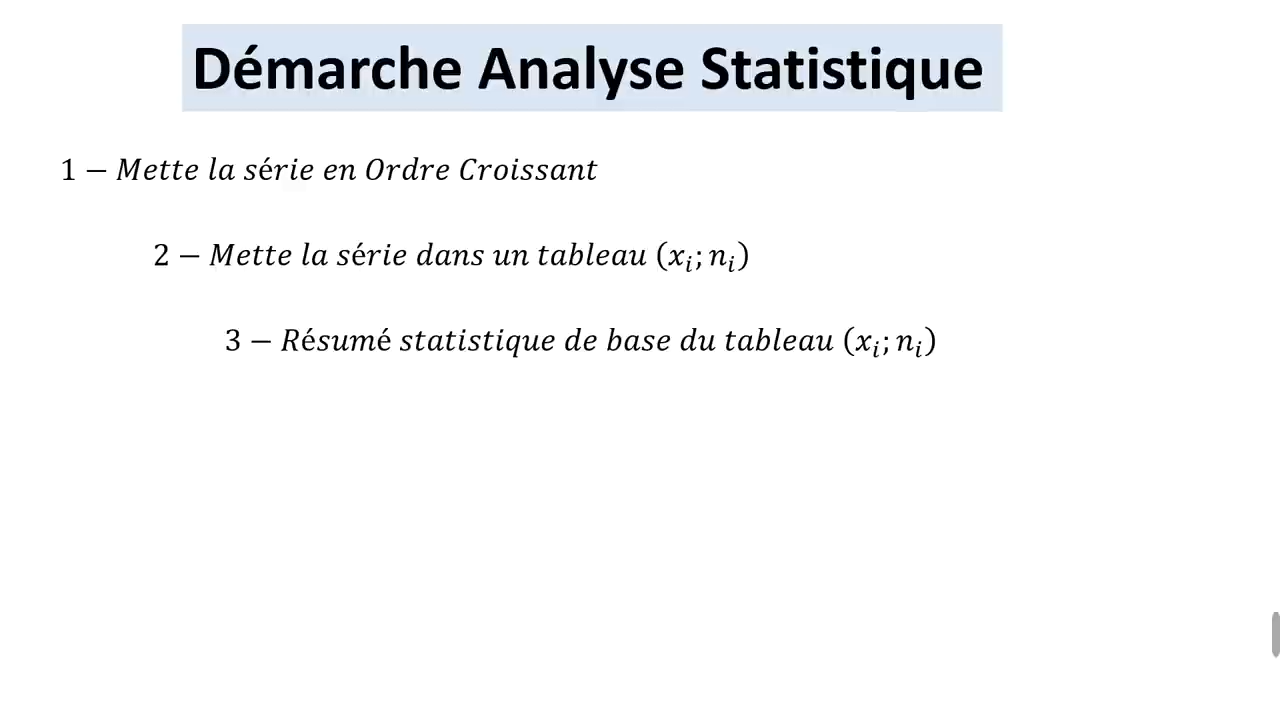 Démarche Analyse Statistique
1 − Mette la série en Ordre Croissant
2 − Mette la série dans un tableau (xᵢ; nᵢ)
3 − Résumé statistique de base du tableau (xᵢ; nᵢ)